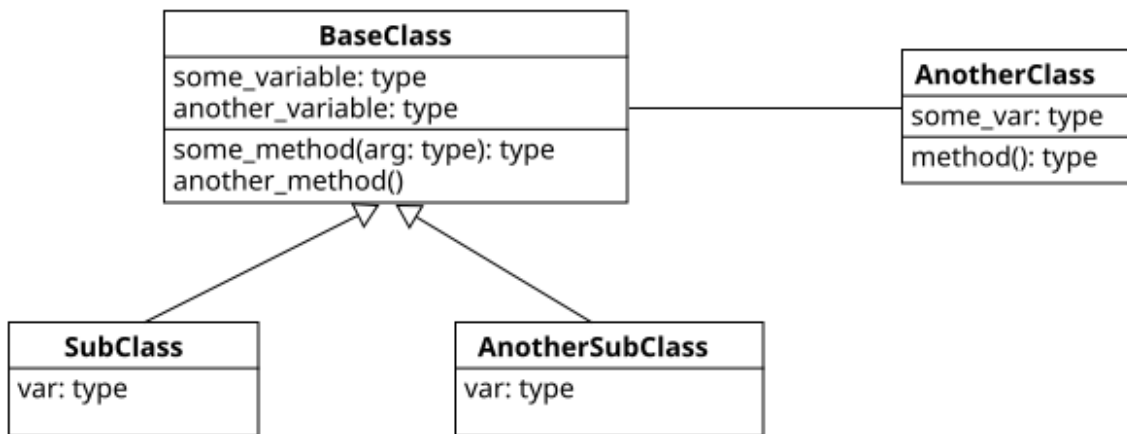 BaseClass
some_variable: type
another_variable: type
some_method(arg: type): type
another_method()
AnotherClass
some_var: type
method(): type
SubClass
var: type
AnotherSubClass
var: type